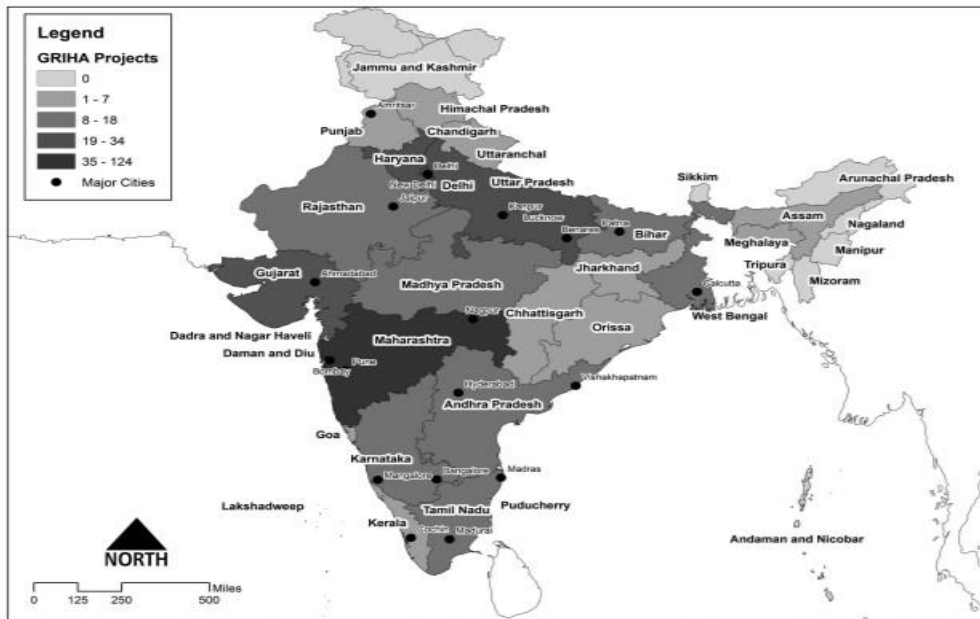 Legend
GRIHA Projects
0
1 - 7
8 - 18
19 - 34
35 - 124
Major Cities
Jammu and Kashmir
Amritsar
Himachal Pradesh
Punjab
Chandigarh
Uttaranchal
Haryana
Delhi
New Delhi
Delhi
Uttar Pradesh
Sikkim
Arunachal Pradesh
Jaipur
Rajasthan
Kanpur
Lucknow
Assam
Nagaland
Benares
Patna
Bihar
Meghalaya
Manipur
Tripura
Mizoram
Gujarat
Ahmadabad
Jharkhand
Madhya Pradesh
Calcutta
West Bengal
Nagpur
Chhattisgarh
Orissa
Dadra and Nagar Haveli
Maharashtra
Daman and Diu
Pune
Bombay
Hyderabad
Vishakhapatnam
Andhra Pradesh
Goa
Karnataka
Mangalore
Bangalore
Madras
Lakshadweep
Tamil Nadu
Puducherry
Kerala
Cochin
Madurai
Andaman and Nicobar
NORTH
Miles
0 125 250 500